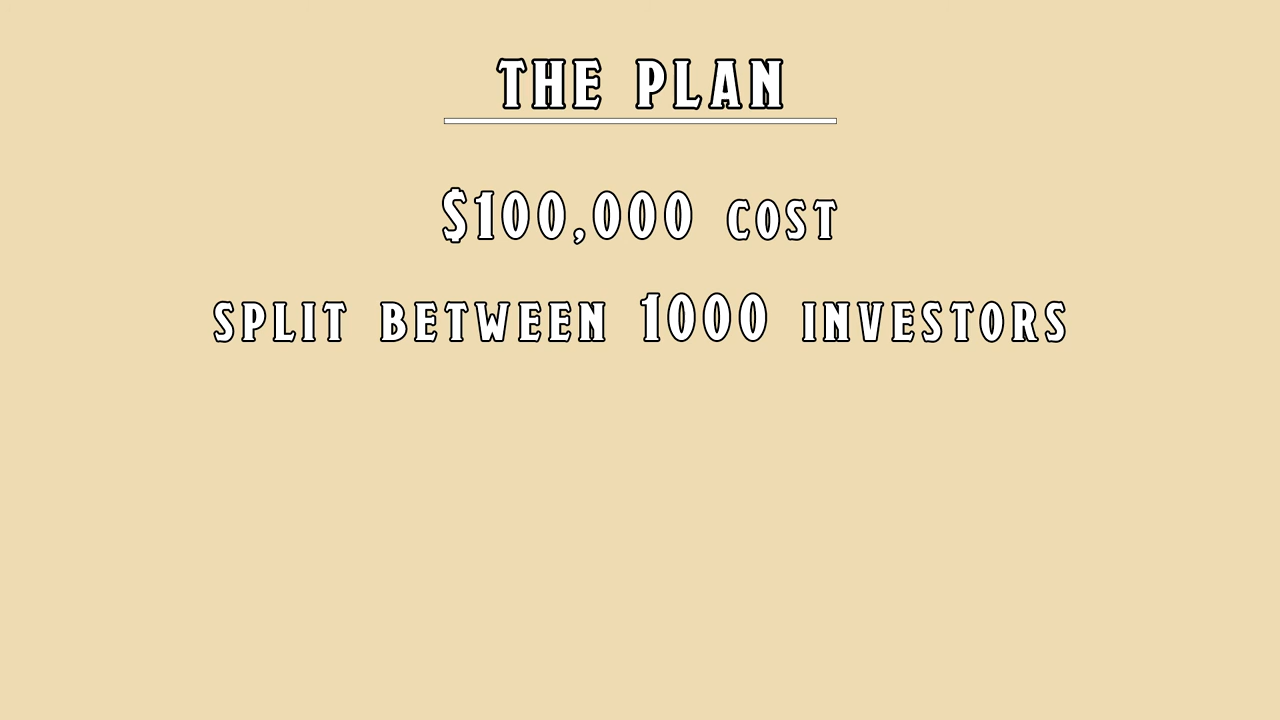 THE PLAN
$100,000 COST
SPLIT BETWEEN 1000 INVESTORS